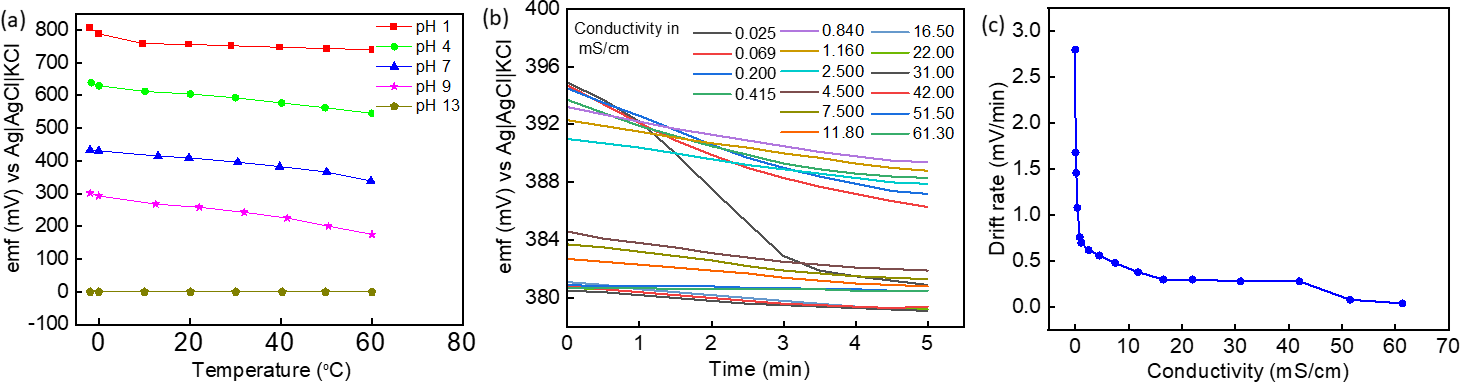 (a)
emf (mV) vs Ag|AgCl|KCl
800
700
600
500
400
300
200
100
0
-100
pH 1
pH 4
pH 7
pH 9
pH 13
0 20 40 60 80
Temperature (°C)
(b)
emf (mV) vs Ag|AgCl|KCl
400
396
392
388
384
380
Conductivity in
mS/cm
0.025
0.069
0.200
0.415
0.840
1.160
2.500
4.500
7.500
11.80
16.50
22.00
31.00
42.00
51.50
61.30
0 1 2 3 4 5
Time (min)
(c)
Drift rate (mV/min)
3.0
2.5
2.0
1.5
1.0
0.5
0.0
0 10 20 30 40 50 60 70
Conductivity (mS/cm)